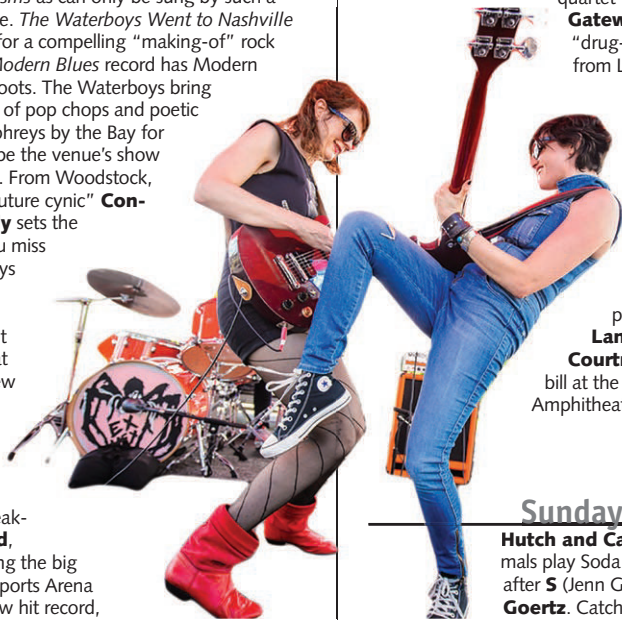 as can only be sung by such a
e. The Waterboys Went to Nashville
for a compelling “making-of” rock
Modern Blues record has Modern
oots. The Waterboys bring
of pop chops and poetic
phreys by the Bay for
be the venue’s show
. From Woodstock,
uture cynic” Con-
y sets the
u miss
ys
t
at
ew
eak-
d,
ng the big
ports Arena
w hit record,
quartet
Gatew
“drug-
from L
p
Lan
Courtn
bill at the
Amphitheat
Sunday
Hutch and Ca
mals play Soda
after S (Jenn G
Goertz. Catch